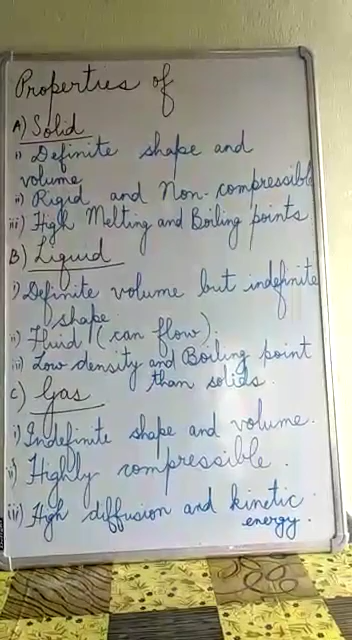 Properties of
A) Solid
i) Definite shape and
volume
ii) Rigid and Non-compressible
iii) High Melting and Boiling points
B) Liquid
i) Definite volume but indefinite
shape
ii) Fluid (can flow).
iii) Low density and Boiling point
than solids.
C) Gas
i) Indefinite shape and volume.
ii) Highly compressible.
iii) High diffusion and kinetic
energy.